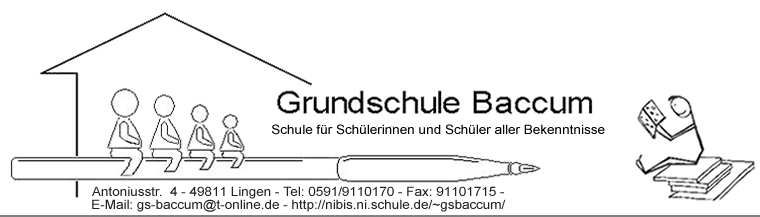 Grundschule Baccum
Schule für Schülerinnen und Schüler aller Bekenntnisse
Antoniusstr.  4 - 49811 Lingen - Tel: 0591/9110170 - Fax: 91101715 -
E-Mail: gs-baccum@t-online.de - http://nibis.ni.schule.de/~gsbaccum/